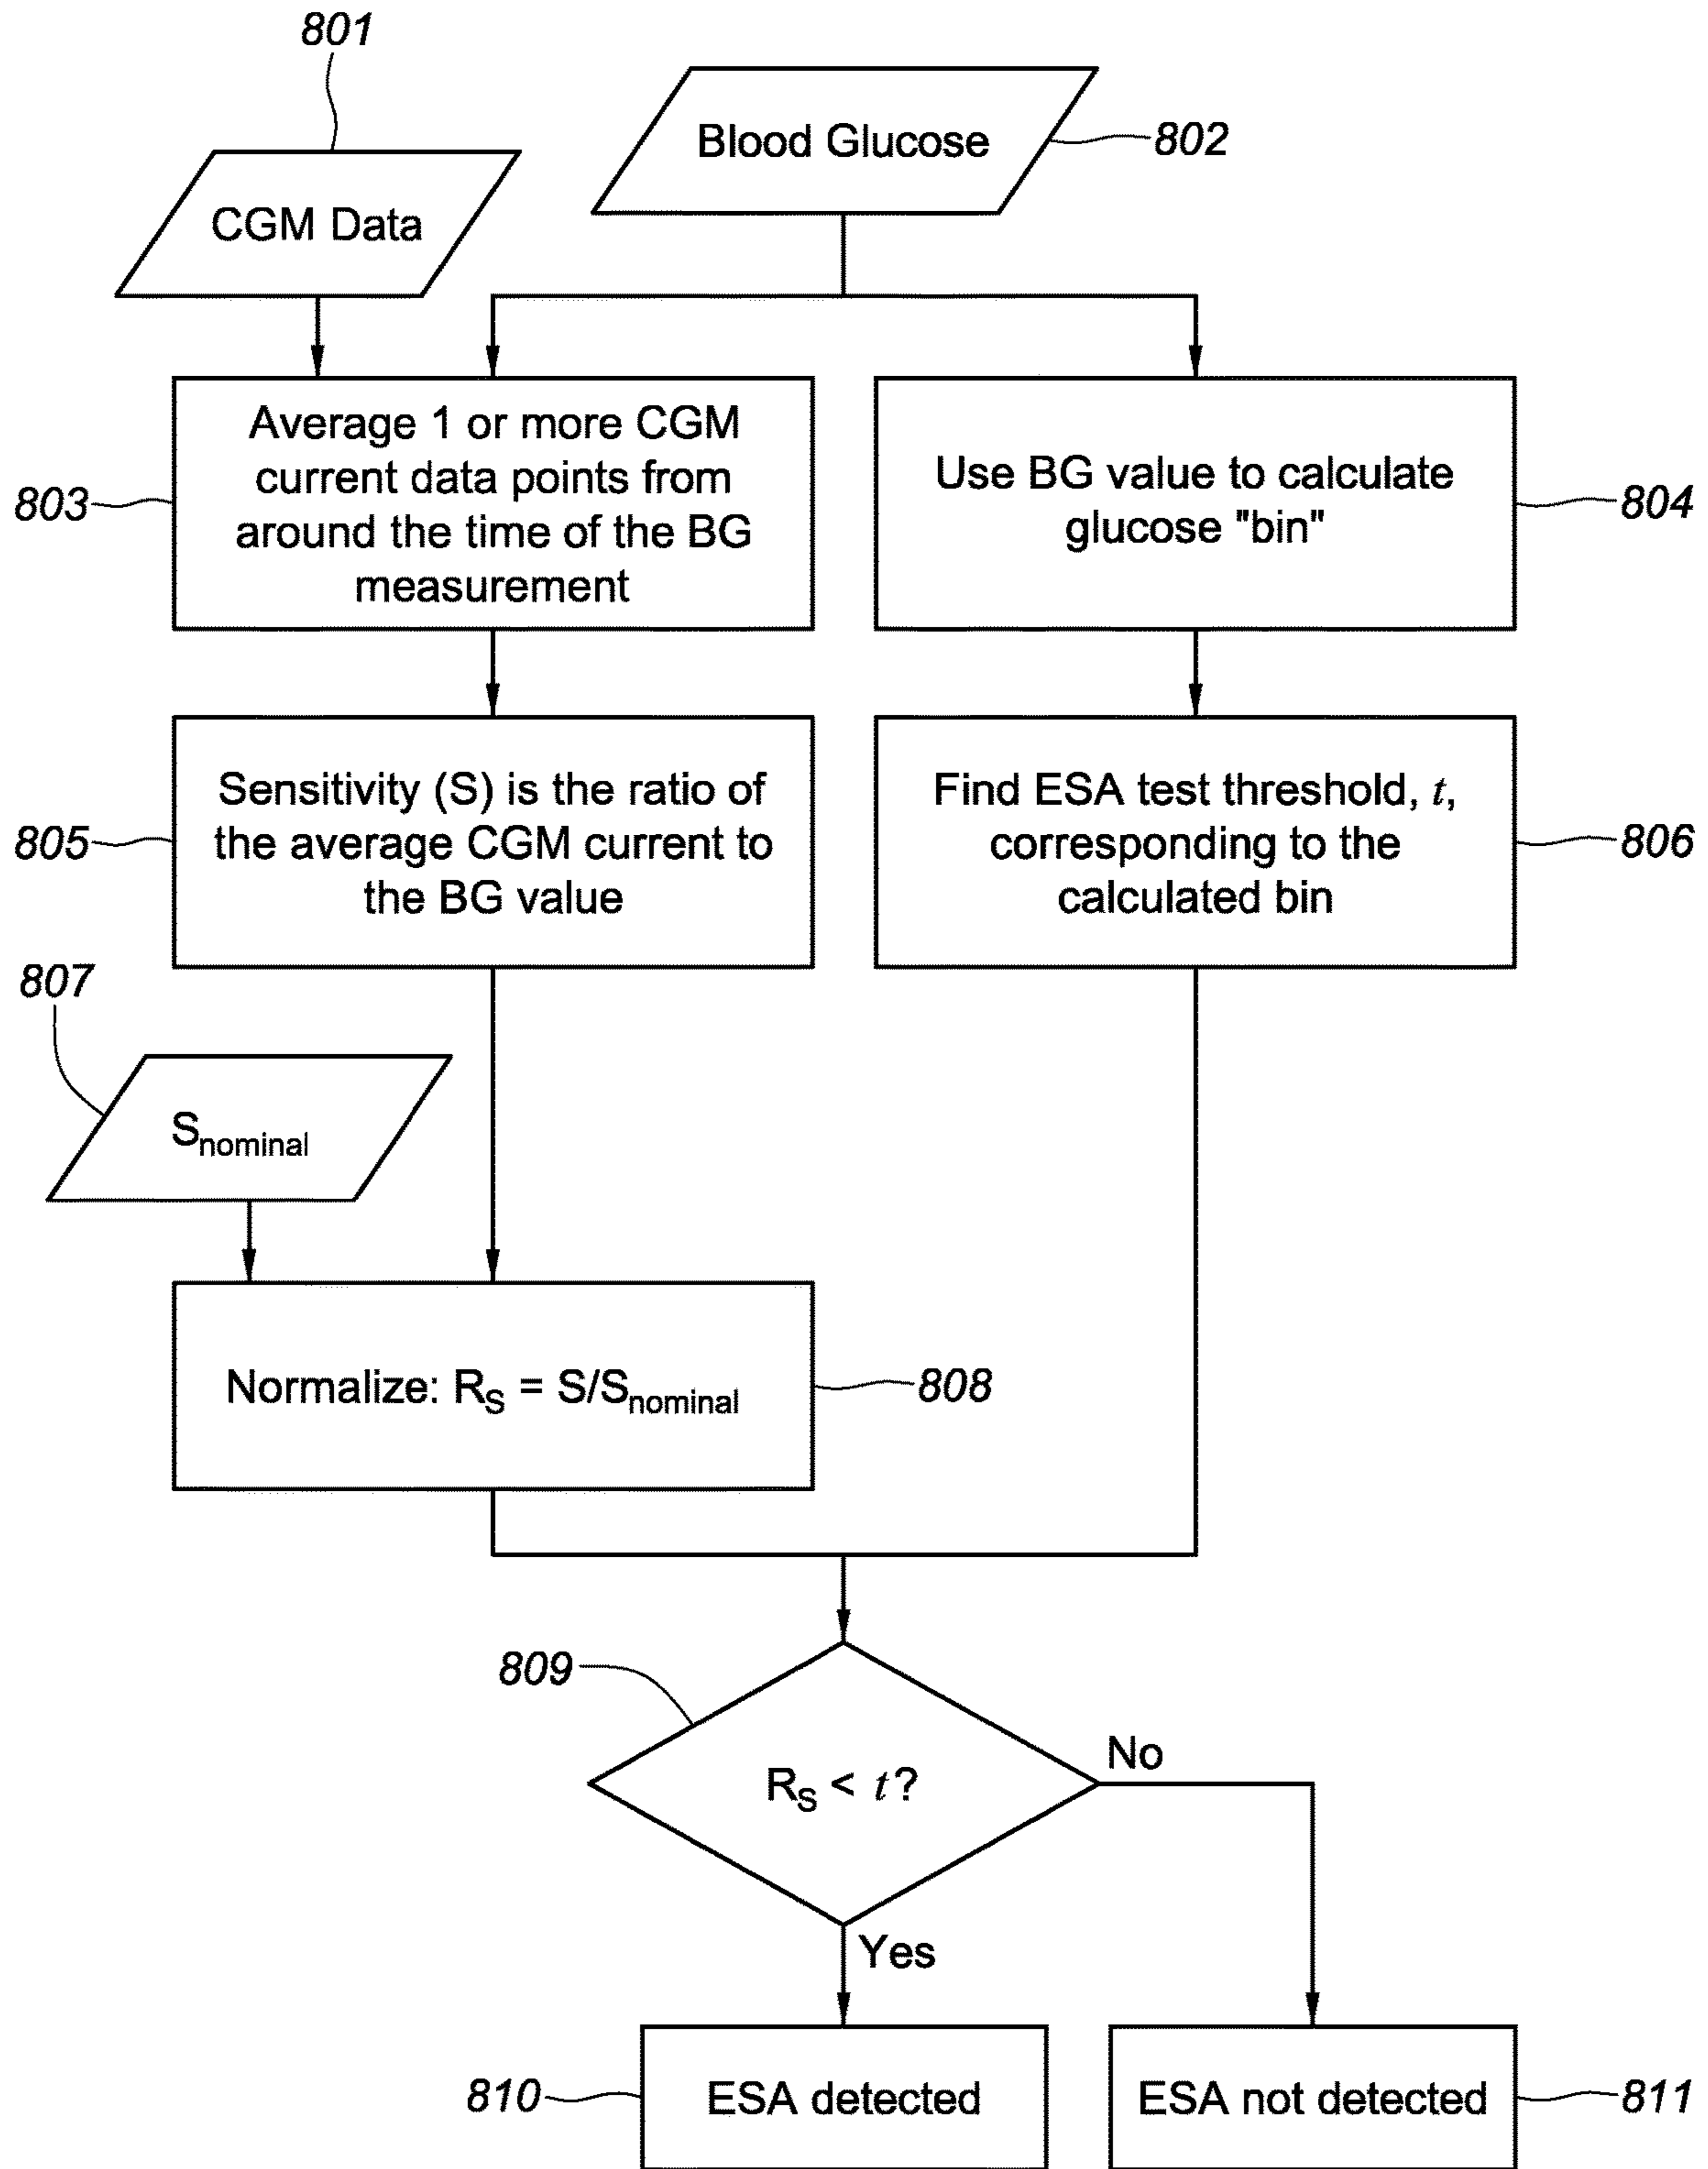 801
Blood Glucose
802
CGM Data
Average 1 or more CGM
current data points from
around the time of the BG
measurement
803
Use BG value to calculate
glucose "bin"
804
Sensitivity (S) is the ratio of
the average CGM current to
the BG value
805
Find ESA test threshold, t,
corresponding to the
calculated bin
806
807
Snominal
Normalize: RS = S/Snominal
808
809
RS < t?
No
Yes
810
ESA detected
ESA not detected
811